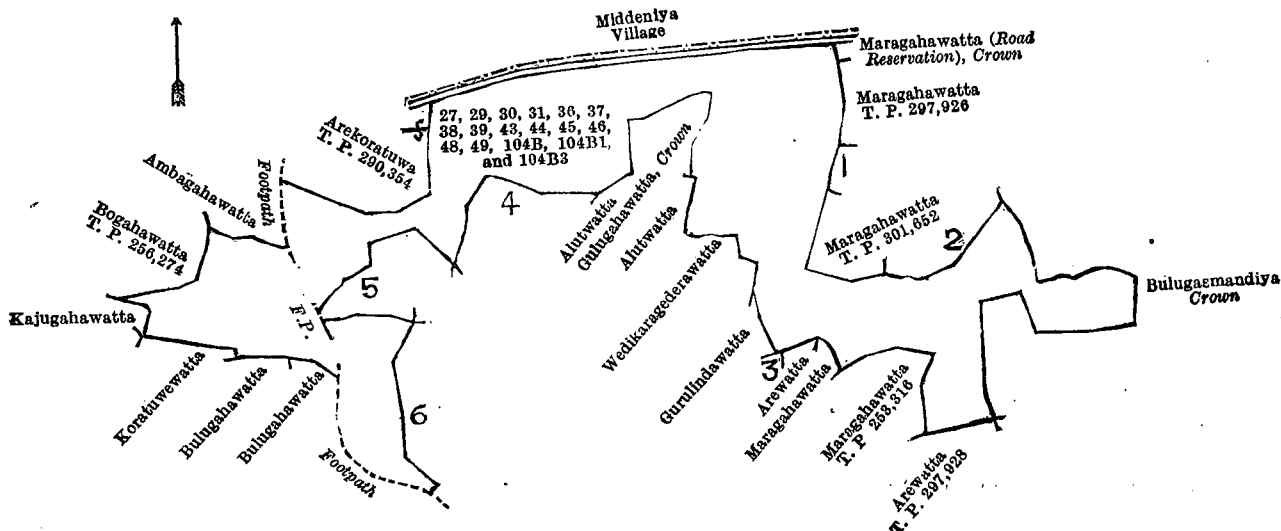 Middeniya
Village
Maragahawatta (Road
Reservation), Crown
Maragahawatta
T. P. 297,926
Arekoratuwa
T. P. 290,354
27, 29, 30, 31, 36, 37,
38, 39, 43, 44, 45, 46,
48, 49, 104B, 104B1,
and 104B3
Footpath
Ambagahawatta
Bogahawatta
T. P. 256,274
Kajugahawatta
Koratuwewatta
Bulugahawatta
Bulugahawatta
F.P.
Footpath
5
6
4
Alutwatta
Gulugahawatta, Crown
Alutwatta
Wedikaragederawatta
Gurulindawatta
3
Arewatta
Maragahawatta
Maragahawatta
T. P. 253,316
Arewatta
T. P. 297,928
1
Maragahawatta
T. P. 301,652
2
Bulugasmandiya
Crown